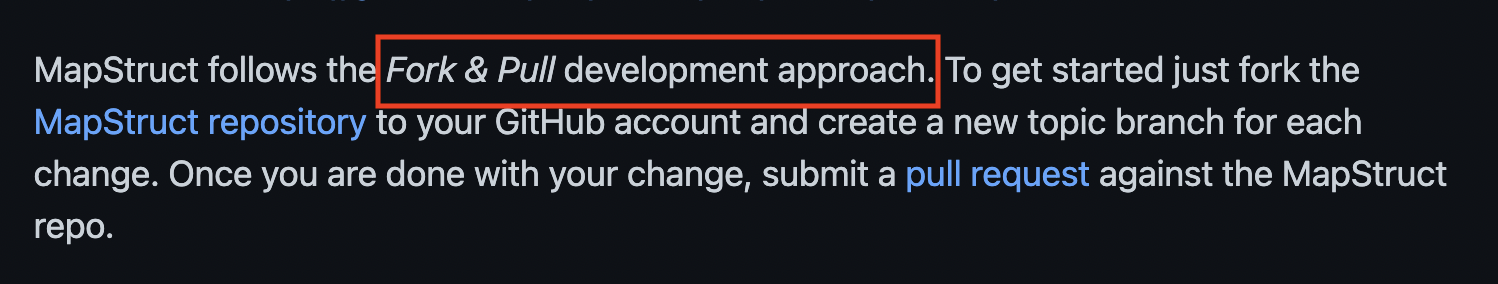 MapStruct follows the Fork & Pull development approach. To get started just fork the
MapStruct repository to your GitHub account and create a new topic branch for each
change. Once you are done with your change, submit a pull request against the MapStruct
repo.